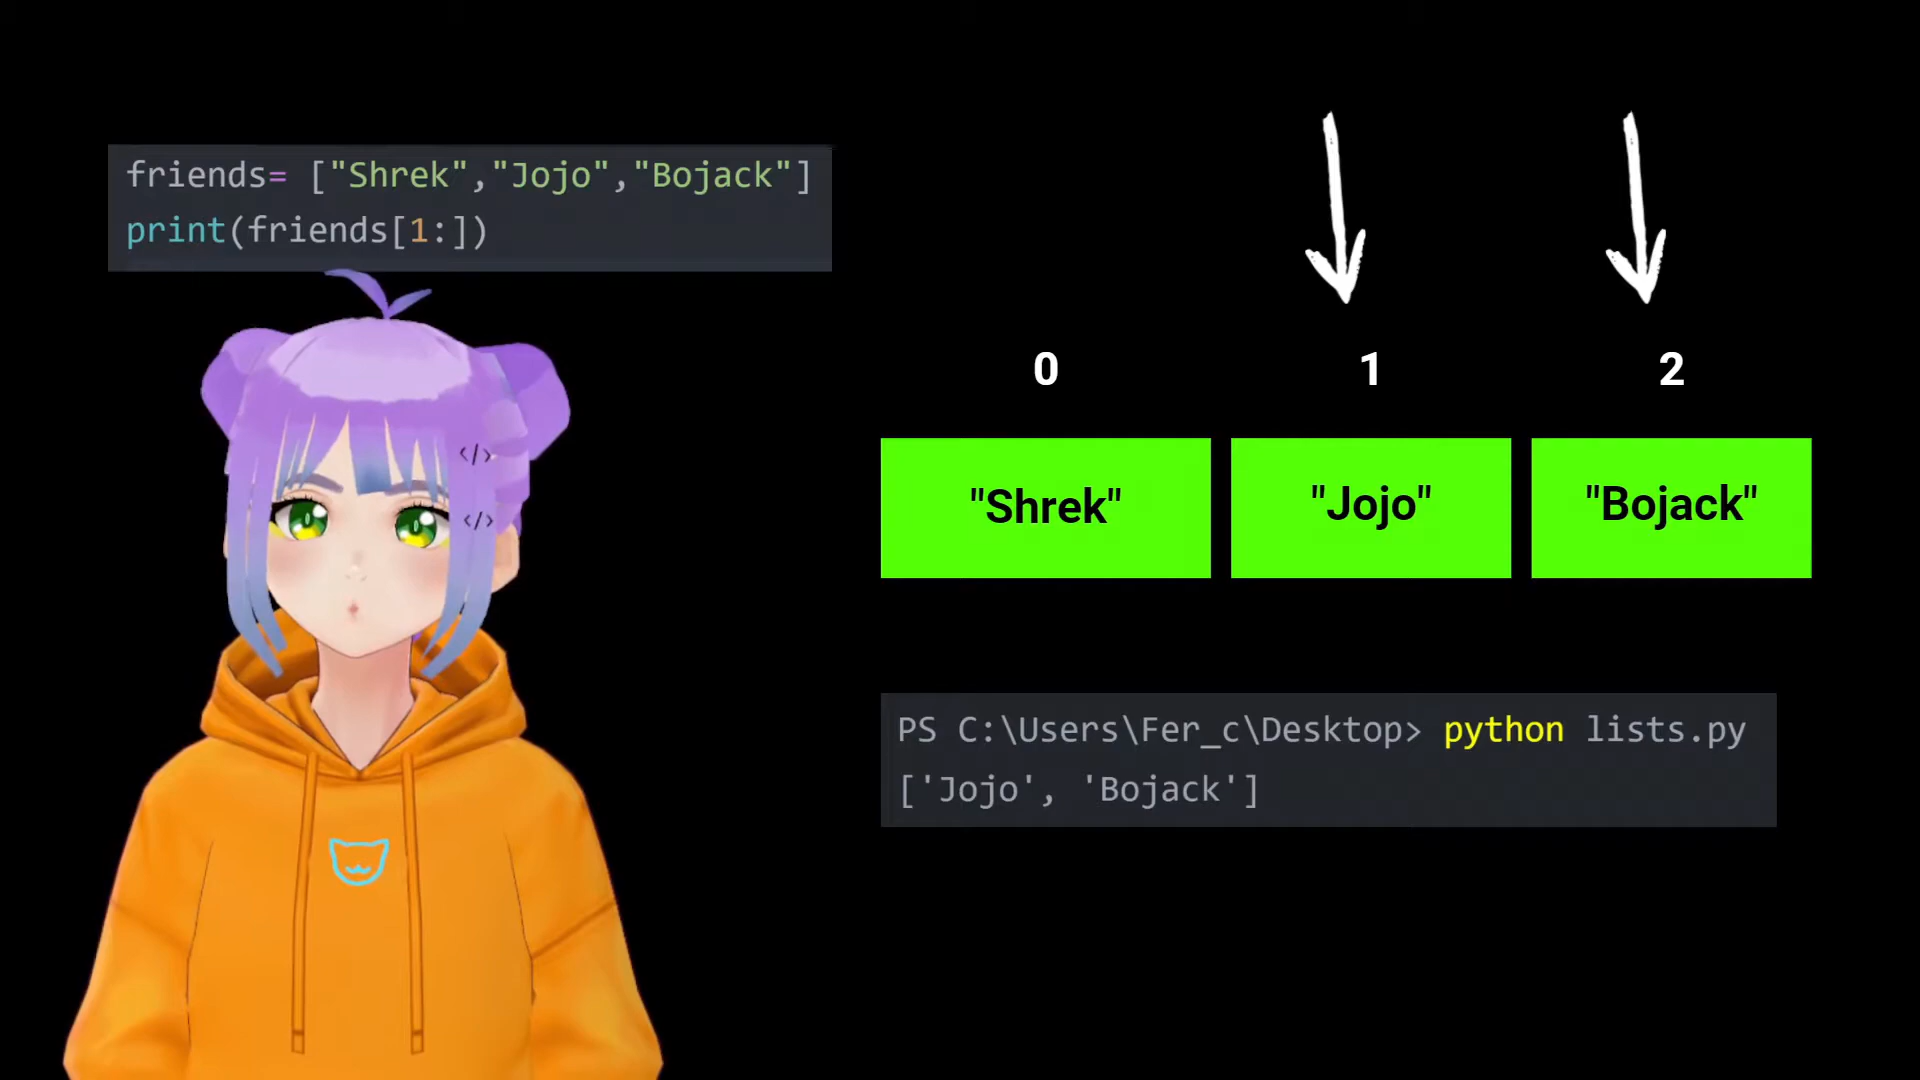 friends= ["Shrek","Jojo","Bojack"]
print(friends[1:])
</>
</>
0 1 2
"Shrek" "Jojo" "Bojack"
PS C:\Users\Fer_c\Desktop> python lists.py
['Jojo', 'Bojack']